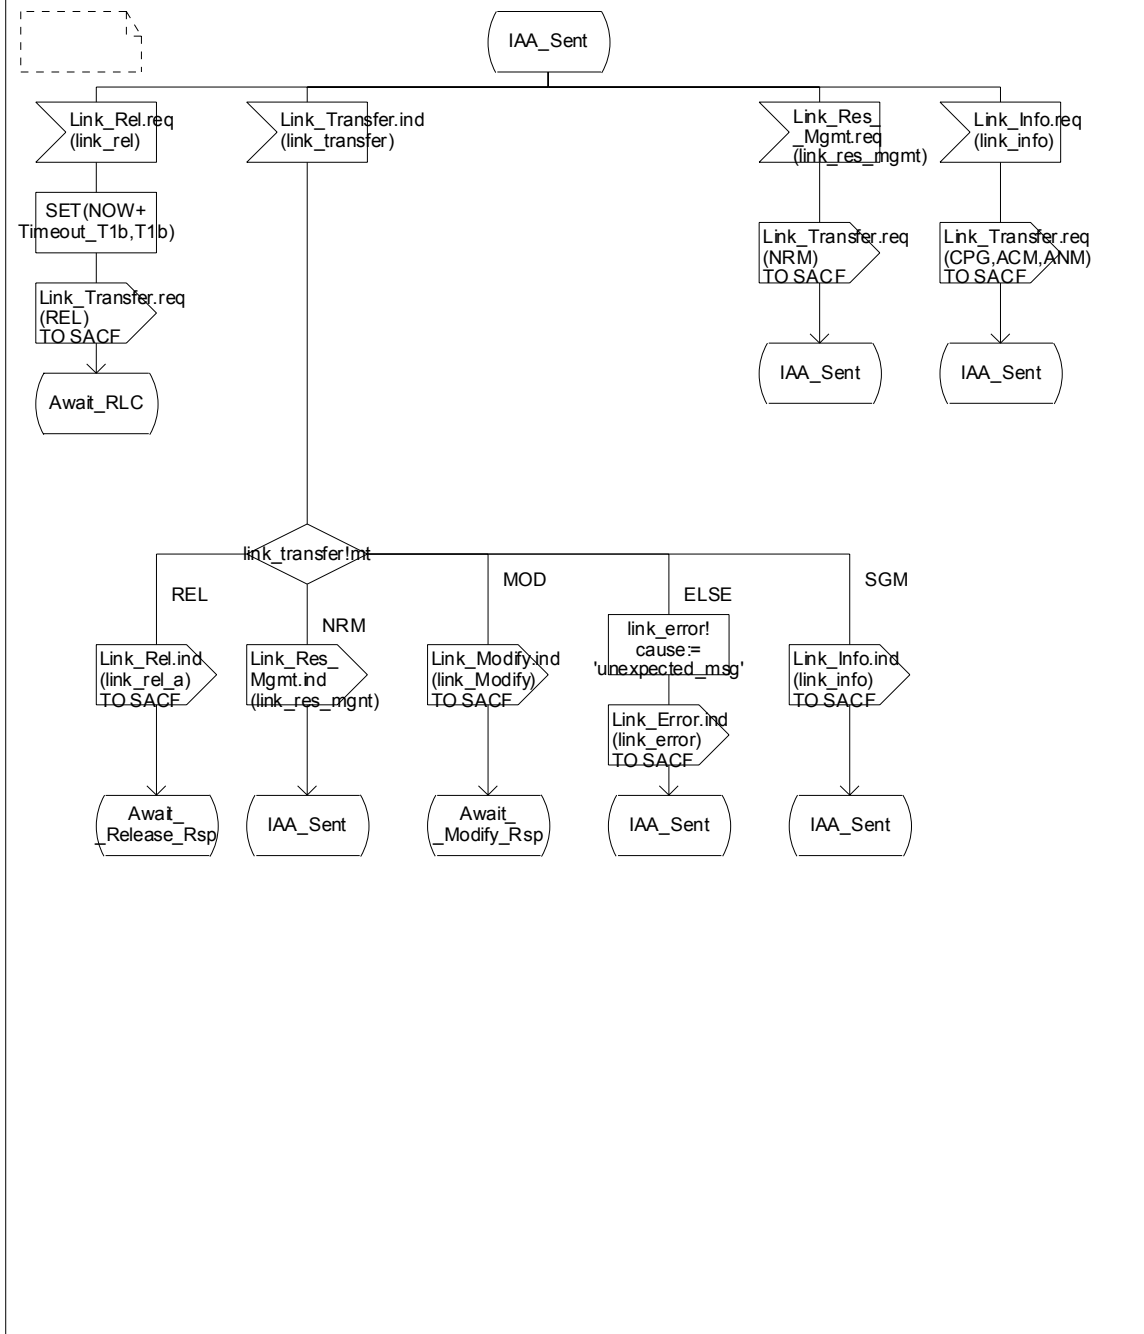 IAA_Sent
Link_Rel.req
(link_rel)
Link_Transfer.ind
(link_transfer)
Link_Res_
_Mgmt.req
(link_res_mgmt)
Link_Info.req
(link_info)
SET(NOW+
Timeout_T1b,T1b)
Link_Transfer.req
(NRM)
TO SACF
Link_Transfer.req
(CPG,ACM,ANM)
TO SACF
Link_Transfer.req
(REL)
TO SACF
IAA_Sent
IAA_Sent
Await_RLC
link_transfer!mt
REL
NRM
MOD
ELSE
SGM
Link_Rel.ind
(link_rel_a)
TO SACF
Link_Res_
Mgmt.ind
(link_res_mgnt)
Link_Modify.ind
(link_Modify)
TO SACF
link_error!
cause:=
'unexpected_msg'
Link_Error.ind
(link_error)
TO SACF
Link_Info.ind
(link_info)
TO SACF
Await_
_Release_Rsp
IAA_Sent
Await_
_Modify_Rsp
IAA_Sent
IAA_Sent